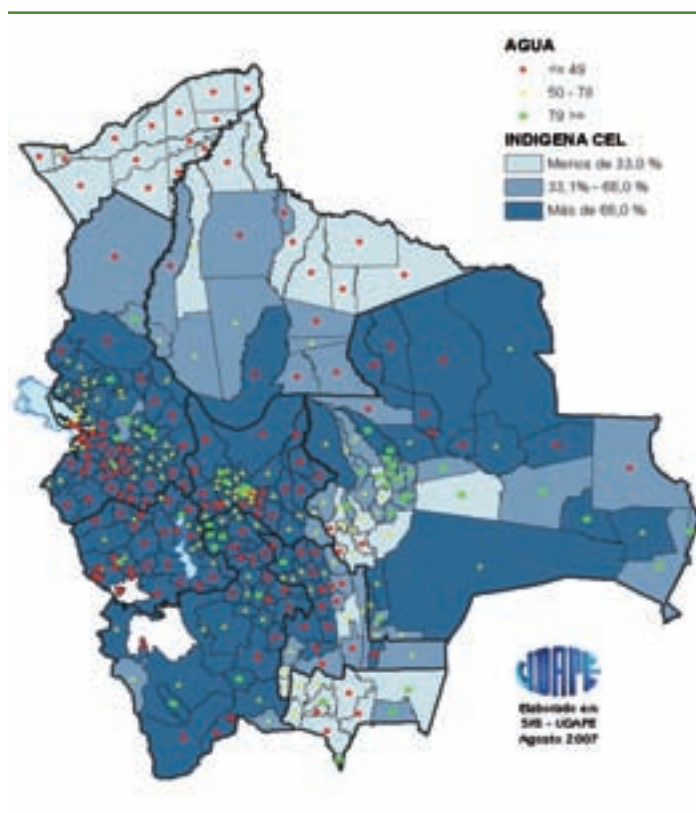 AGUA
<= 49
50 - 78
79 >=
INDIGENA CEL
Menos de 33.0 %
33,1% - 66,0 %
Más de 66,0 %
UDAPE
Elaborado en:
SIG - UDAPE
Agosto 2007